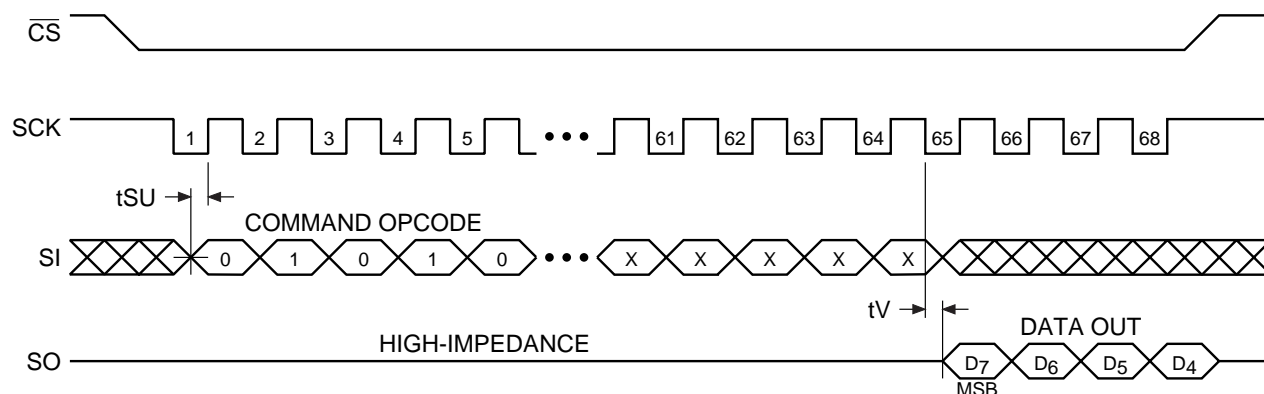 CS
SCK 1 2 3 4 5 ••• 61 62 63 64 65 66 67 68
tSU
COMMAND OPCODE
SI 0 1 0 1 0 ••• X X X X X
tV
HIGH-IMPEDANCE DATA OUT
SO D7 D6 D5 D4
MSB